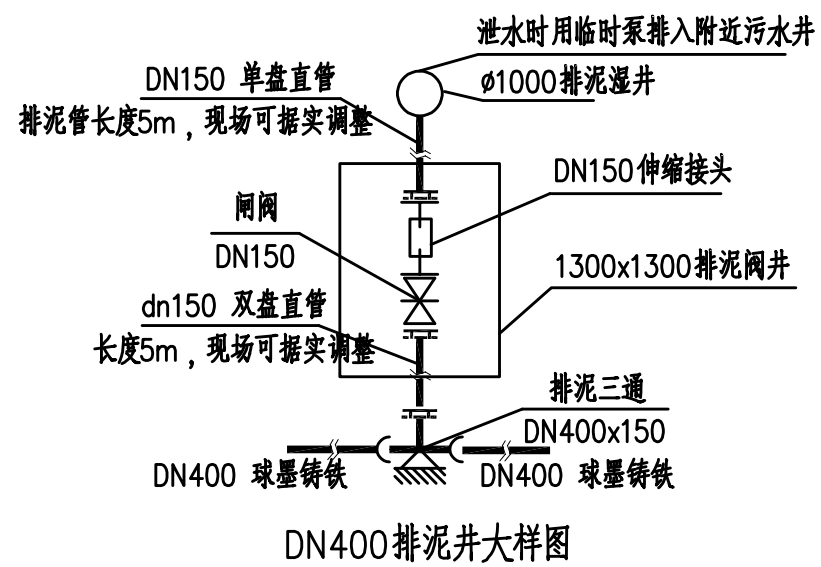 泄水时用临时泵排入附近污水井
DN150 单盘直管
ø1000排泥湿井
排泥管长度5m，现场可据实调整
DN150伸缩接头
闸阀
DN150
1300x1300排泥阀井
dn150 双盘直管
长度5m，现场可据实调整
排泥三通
DN400x150
DN400 球墨铸铁
DN400 球墨铸铁
DN400排泥井大样图